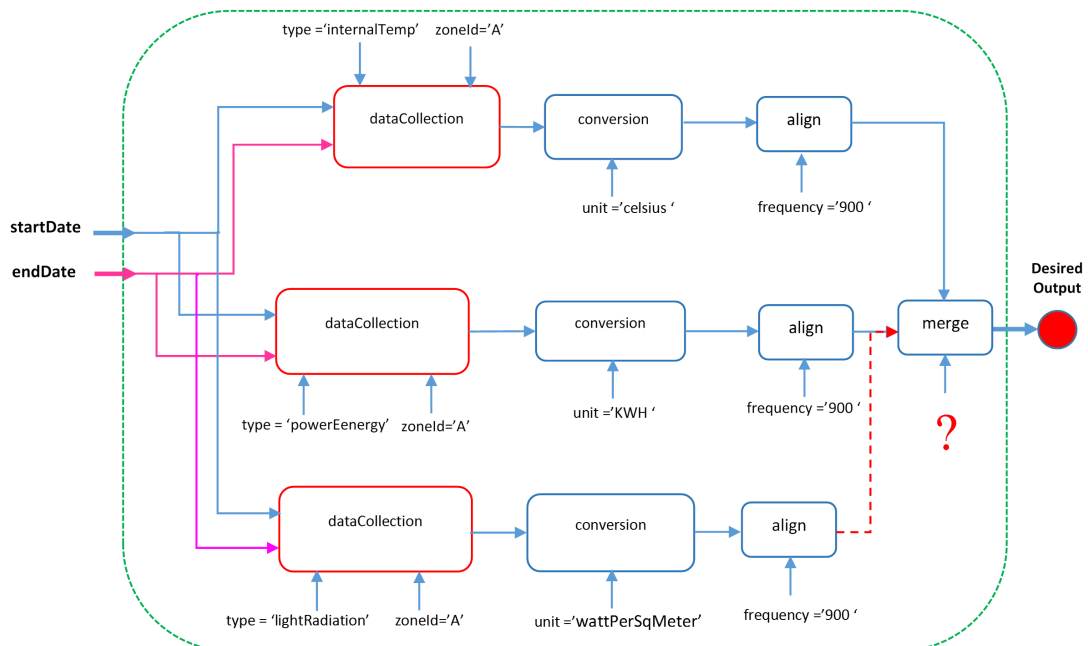 type =‘internalTemp’ zoneId=’A’
dataCollection
conversion
align
unit =’celsius ‘
frequency =’900 ‘
startDate
endDate
Desired
Output
dataCollection
conversion
align
merge
type = ‘powerEenergy’ zoneId=’A’
unit =’KWH ‘
frequency =’900 ‘
?
dataCollection
conversion
align
type = ‘lightRadiation’ zoneId=’A’
unit =’wattPerSqMeter’
frequency =’900 ‘